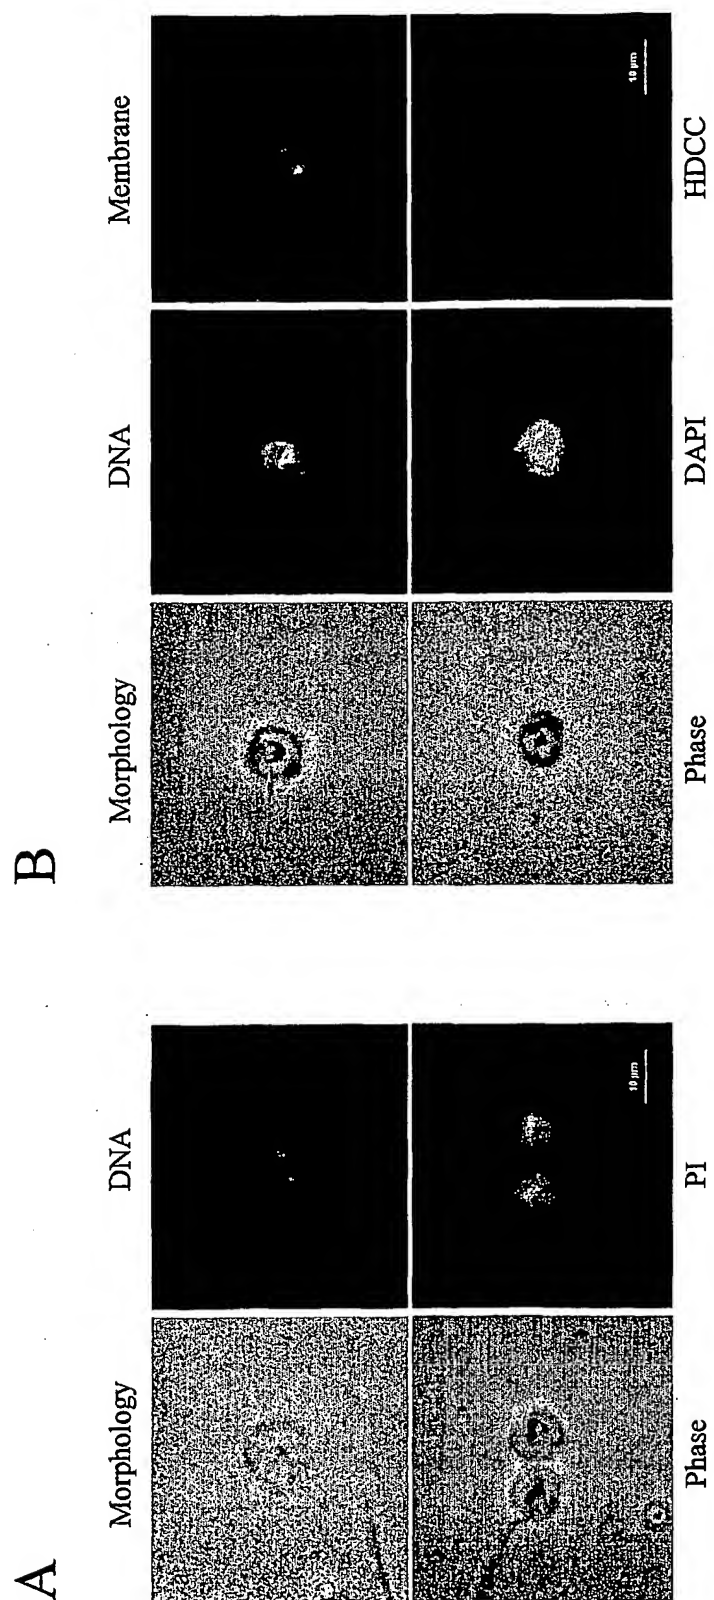 A
B
Morphology DNA Morphology DNA Membrane
10 µm 10 µm
Phase PI Phase DAPI HDCC